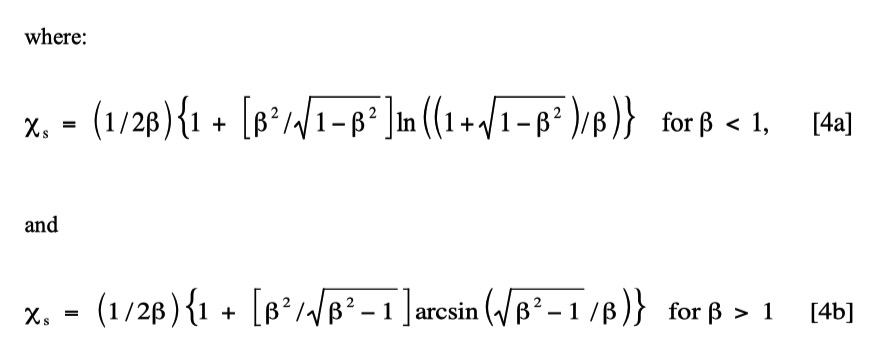 where:
χₛ = (1/2β){1 + [β²/√(1−β²)]ln((1+√(1−β²))/β)} for β < 1, [4a]
and
χₛ = (1/2β){1 + [β²/√(β²−1)]arcsin(√(β²−1)/β)} for β > 1 [4b]